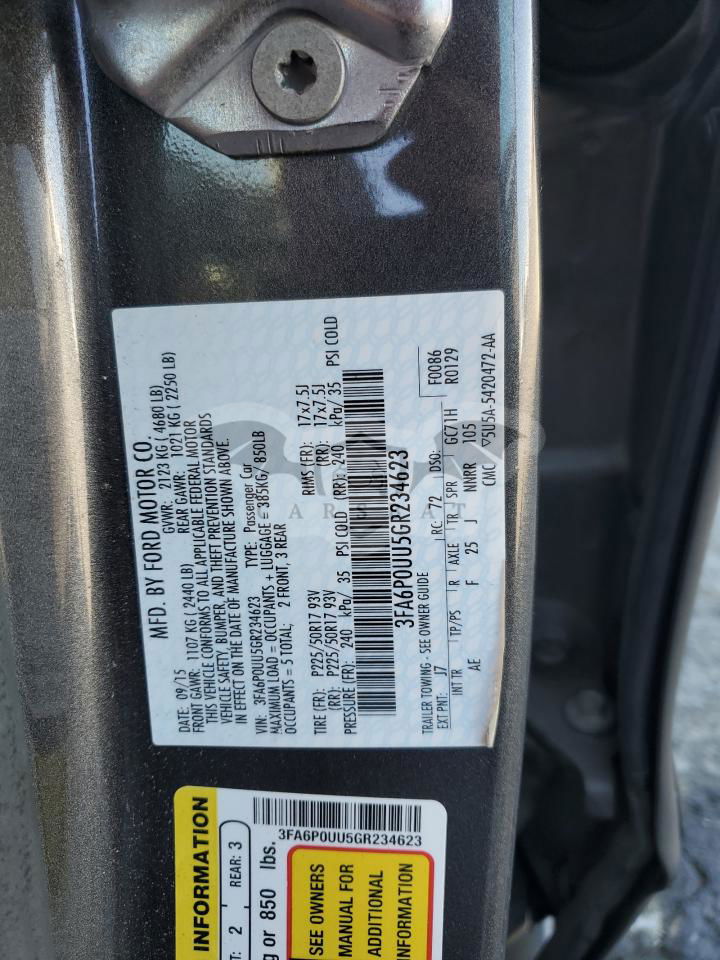 MFD. BY FORD MOTOR CO.
DATE: 09/15 GVWR: 2123 KG ( 4680 LB)
FRONT GAWR: 1107 KG ( 2440 LB) REAR GAWR: 1021 KG ( 2250 LB)
THIS VEHICLE CONFORMS TO ALL APPLICABLE FEDERAL MOTOR
VEHICLE SAFETY, BUMPER, AND THEFT PREVENTION STANDARDS
IN EFFECT ON THE DATE OF MANUFACTURE SHOWN ABOVE.
VIN: 3FA6P0UU5GR234623 TYPE: Passenger Car
MAXIMUM LOAD = OCCUPANTS + LUGGAGE = 385KG/ 850LB
OCCUPANTS = 5 TOTAL; 2 FRONT, 3 REAR
TIRE (FR): P225/50R17 93V RIMS (FR): 17x7.5J
(RR): P225/50R17 93V (RR): 17x7.5J
PRESSURE (FR): 240 kPa/ 35 PSI COLD (RR): 240 kPa/ 35 PSI COLD
3FA6P0UU5GR234623
TRAILER TOWING - SEE OWNER GUIDE F0086
EXT PNT: J7 RC: 72 DSO: GC71H R0129
INT TR TP/PS R AXLE TR SPR NNNR 105
AE F 25 J CMC V5U5A-5420472-AA
CARSBAT
INFORMATION
3FA6P0UU5GR234623
T: 2 REAR: 3
g or 850 lbs.
SEE OWNERS
MANUAL FOR
ADDITIONAL
INFORMATION